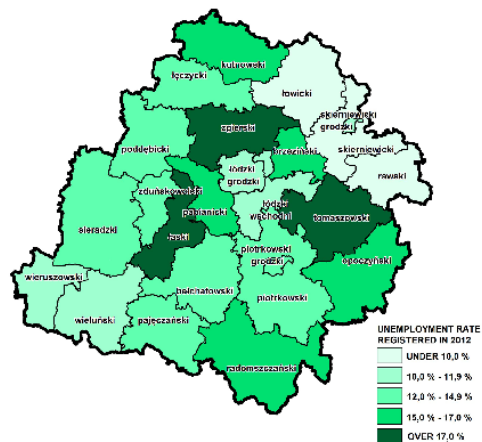 kutnowski
łęczycki
łowicki
skierniewicki
grodzki
zgierski
poddębicki
brzeziński
skierniewicki
łódzki
grodzki
rawski
zduńskowolski
łódzki
wschodni
pabianicki
tomaszowski
sieradzki
łaski
piotrkowski
grodzki
opoczyński
wieruszowski
bełchatowski
piotrkowski
wieluński
pajęczański
radomszczański
UNEMPLOYMENT RATE
REGISTERED IN 2012
UNDER 10,0 %
10,0 % - 11,9 %
12,0 % - 14,9 %
15,0 % - 17,0 %
OVER 17,0 %